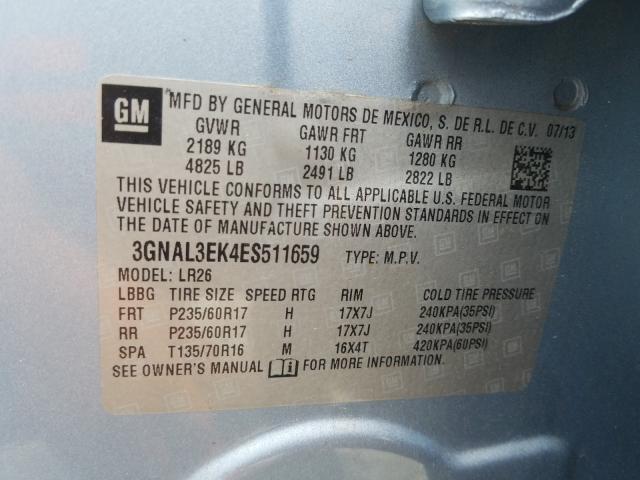 GM MFD BY GENERAL MOTORS DE MEXICO, S. DE R.L. DE C.V. 07/13
GVWR GAWR FRT GAWR RR
2189 KG 1130 KG 1280 KG
4825 LB 2491 LB 2822 LB
THIS VEHICLE CONFORMS TO ALL APPLICABLE U.S. FEDERAL MOTOR
VEHICLE SAFETY AND THEFT PREVENTION STANDARDS IN EFFECT ON
THE DATE OF MANUFACTURE SHOWN ABOVE.
3GNAL3EK4ES511659 TYPE: M.P.V.
MODEL: LR26
LBBG TIRE SIZE SPEED RTG RIM COLD TIRE PRESSURE
FRT P235/60R17 H 17X7J 240KPA(35PSI)
RR P235/60R17 H 17X7J 240KPA(35PSI)
SPA T135/70R16 M 16X4T 420KPA(60PSI)
SEE OWNER'S MANUAL FOR MORE INFORMATION.